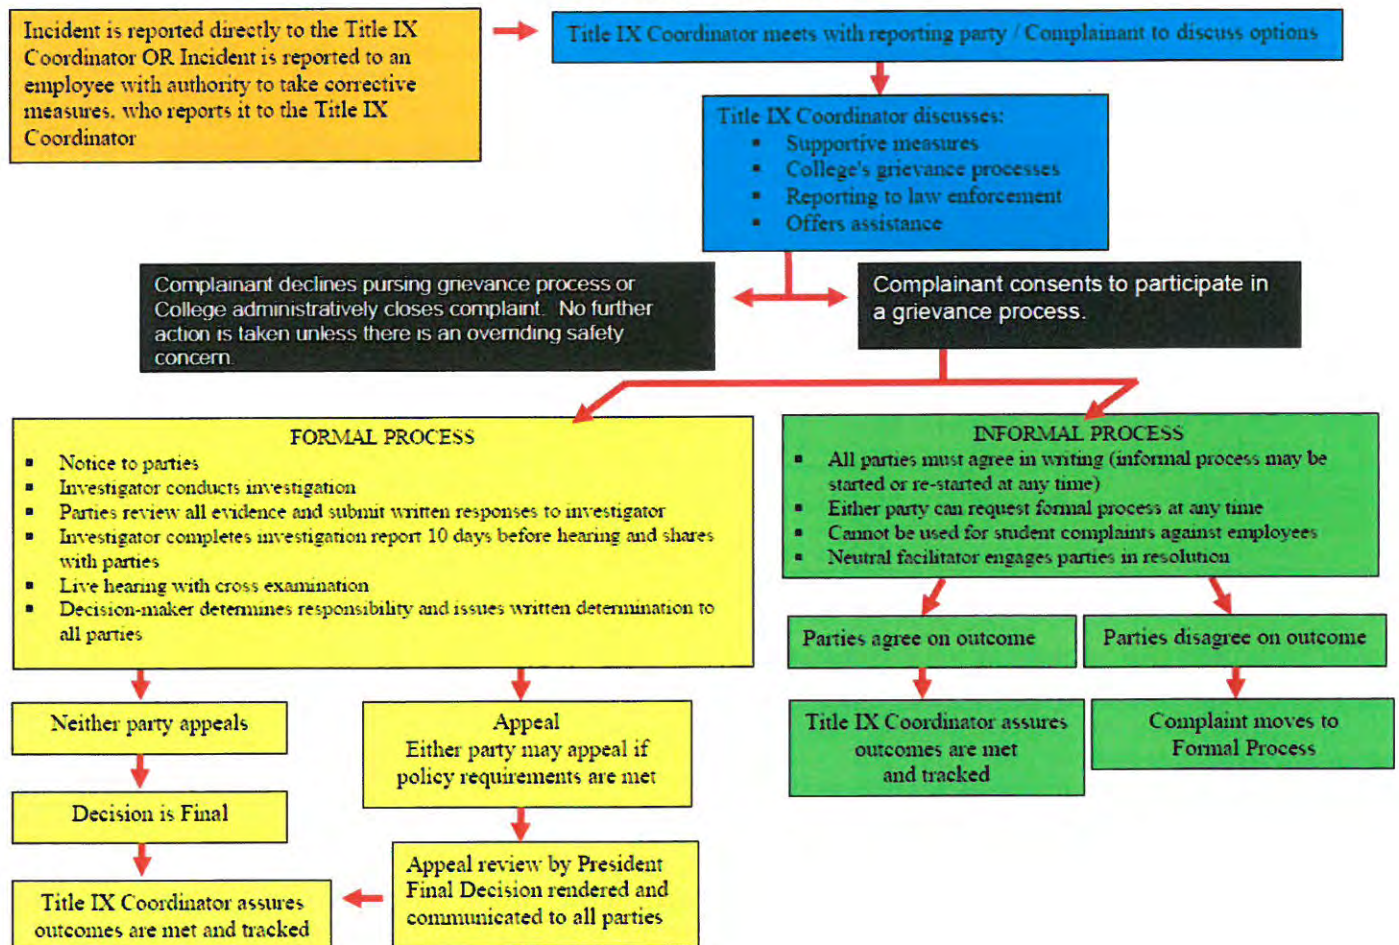 Incident is reported directly to the Title IX
Coordinator OR Incident is reported to an
employee with authority to take corrective
measures, who reports it to the Title IX
Coordinator
Title IX Coordinator meets with reporting party / Complainant to discuss options
Title IX Coordinator discusses:
▪ Supportive measures
▪ College's grievance processes
▪ Reporting to law enforcement
▪ Offers assistance
Complainant declines pursing grievance process or
College administratively closes complaint. No further
action is taken unless there is an overriding safety
concern.
Complainant consents to participate in
a grievance process.
FORMAL PROCESS
▪ Notice to parties
▪ Investigator conducts investigation
▪ Parties review all evidence and submit written responses to investigator
▪ Investigator completes investigation report 10 days before hearing and shares
with parties
▪ Live hearing with cross examination
▪ Decision-maker determines responsibility and issues written determination to
all parties
INFORMAL PROCESS
▪ All parties must agree in writing (informal process may be
started or re-started at any time)
▪ Either party can request formal process at any time
▪ Cannot be used for student complaints against employees
▪ Neutral facilitator engages parties in resolution
Parties agree on outcome
Parties disagree on outcome
Neither party appeals
Appeal
Either party may appeal if
policy requirements are met
Title IX Coordinator assures
outcomes are met
and tracked
Complaint moves to
Formal Process
Decision is Final
Appeal review by President
Final Decision rendered and
communicated to all parties
Title IX Coordinator assures
outcomes are met and tracked